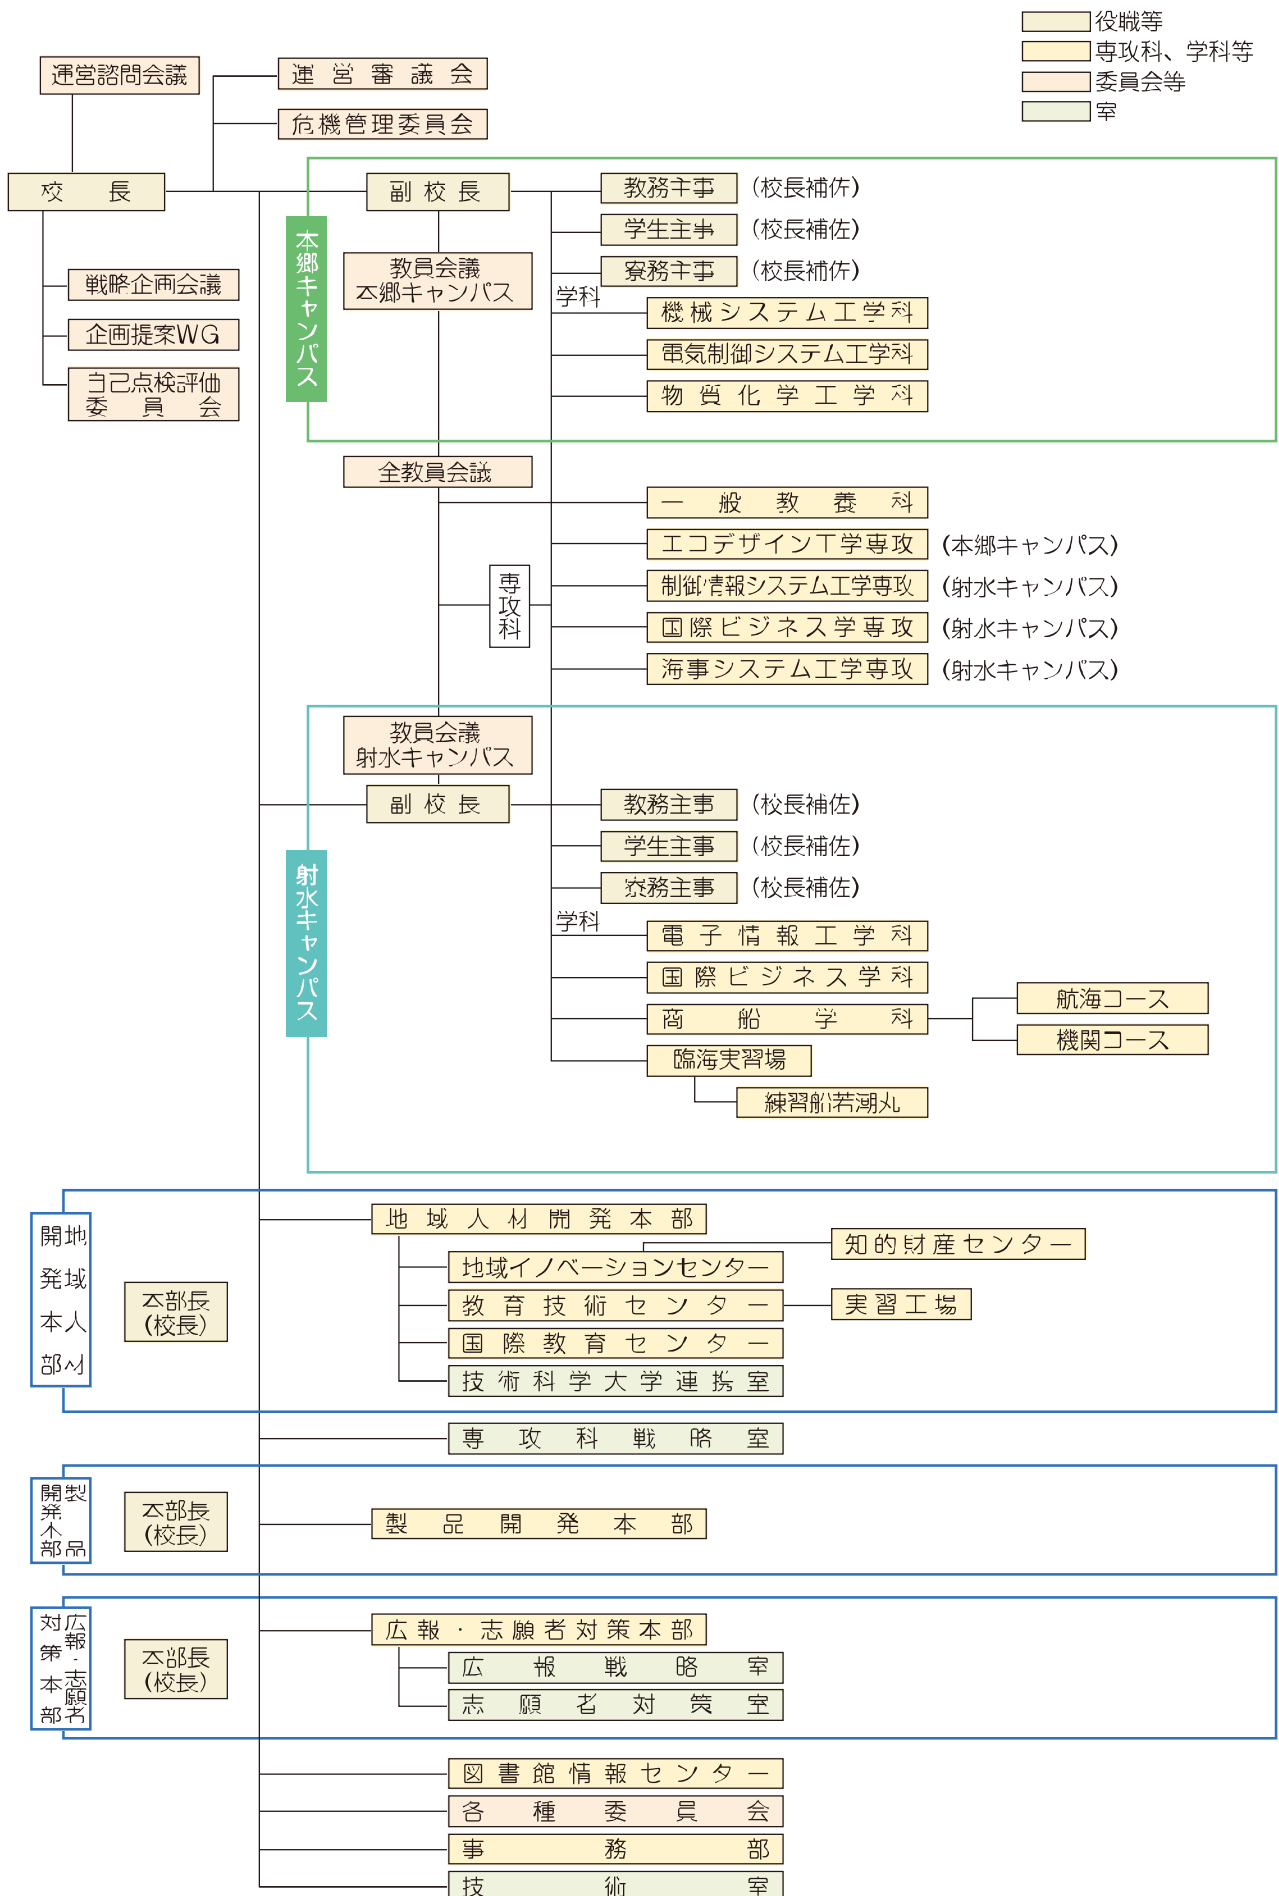 役職等
専攻科、学科等
委員会等
室
運営諮問会議
運営審議会
危機管理委員会
校長
戦略企画会議
企画提案WG
自己点検評価
委員会
本郷キャンパス
副校長
教員会議
本郷キャンパス
教務主事
(校長補佐)
学生主事
(校長補佐)
寮務主事
(校長補佐)
学科
機械システム工学科
電気制御システム工学科
物質化学工学科
全教員会議
一般教養科
専攻科
エコデザイン工学専攻
(本郷キャンパス)
制御情報システム工学専攻
(射水キャンパス)
国際ビジネス学専攻
(射水キャンパス)
海事システム工学専攻
(射水キャンパス)
教員会議
射水キャンパス
射水キャンパス
副校長
教務主事
(校長補佐)
学生主事
(校長補佐)
寮務主事
(校長補佐)
学科
電子情報工学科
国際ビジネス学科
商船学科
航海コース
機関コース
臨海実習場
練習船若潮丸
地域人材
開発本部
本部長
(校長)
地域人材開発本部
地域イノベーションセンター
知的財産センター
教育技術センター
実習工場
国際教育センター
技術科学大学連携室
専攻科戦略室
製品
開発本部
本部長
(校長)
製品開発本部
広報・志願者
対策本部
本部長
(校長)
広報・志願者対策本部
広報戦略室
志願者対策室
図書館情報センター
各種委員会
事務部
技術室